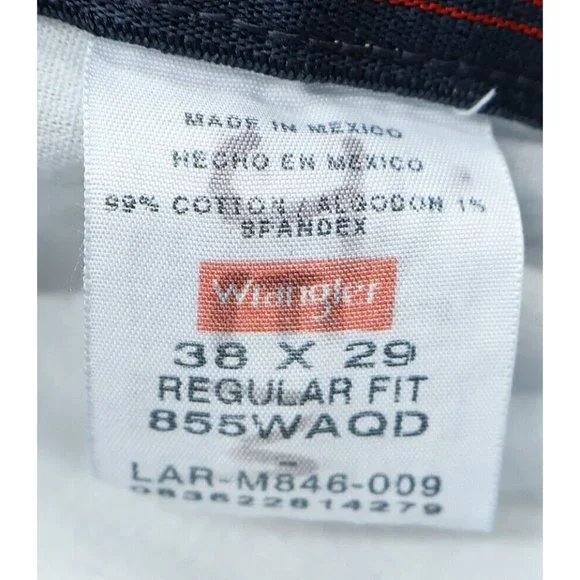 MADE IN MEXICO
HECHO EN MEXICO
99% COTTON / ALGODON 1%
SPANDEX
Wrangler
38 X 29
REGULAR FIT
855WAQD
-
LAR-M846-009
083622814279